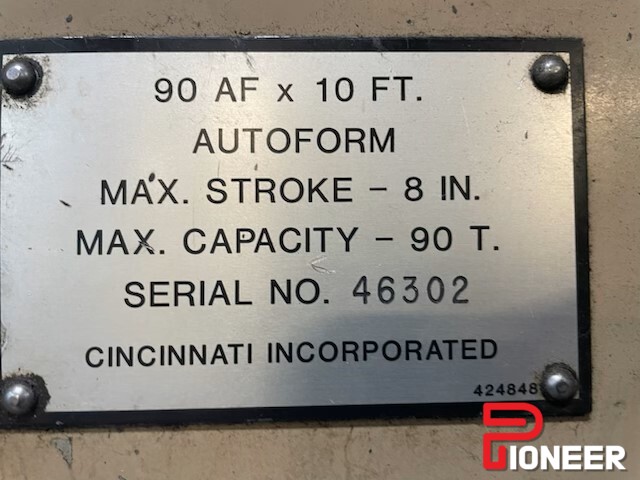 90 AF x 10 FT.
AUTOFORM
MAX. STROKE - 8 IN.
MAX. CAPACITY - 90 T.
SERIAL NO. 46302
CINCINNATI INCORPORATED
424848
PIONEER